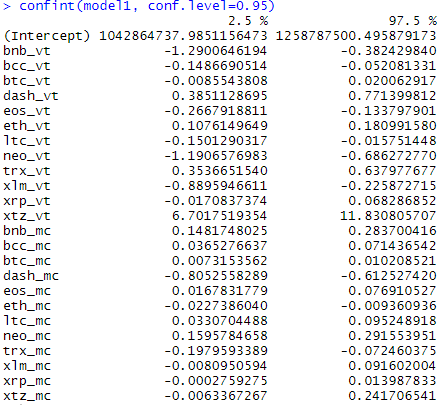 > confint(model1, conf.level=0.95)
2.5 % 97.5 %
(Intercept) 1042864737.9851156473 1258787500.495879173
bnb_vt -1.2900646194 -0.382429840
bcc_vt -0.1486690514 -0.052081331
btc_vt -0.0085543808 0.020062917
dash_vt 0.3851128695 0.771399812
eos_vt -0.2667918811 -0.133797901
eth_vt 0.1076149649 0.180991580
ltc_vt -0.1501290317 -0.015751448
neo_vt -1.1906576983 -0.686272770
trx_vt 0.3536651540 0.637977677
xlm_vt -0.8895946611 -0.225872715
xrp_vt -0.0170837374 0.068286852
xtz_vt 6.7017519354 11.830805707
bnb_mc 0.1481748025 0.283700416
bcc_mc 0.0365276637 0.071436542
btc_mc 0.0073153562 0.010208521
dash_mc -0.8052558289 -0.612527420
eos_mc 0.0167831779 0.076910527
eth_mc -0.0227386040 -0.009360936
ltc_mc 0.0330704488 0.095248918
neo_mc 0.1595784658 0.291553951
trx_mc -0.1979593389 -0.072460375
xlm_mc -0.0080950594 0.091602004
xrp_mc -0.0002759275 0.013987833
xtz_mc -0.0063367267 0.241706541